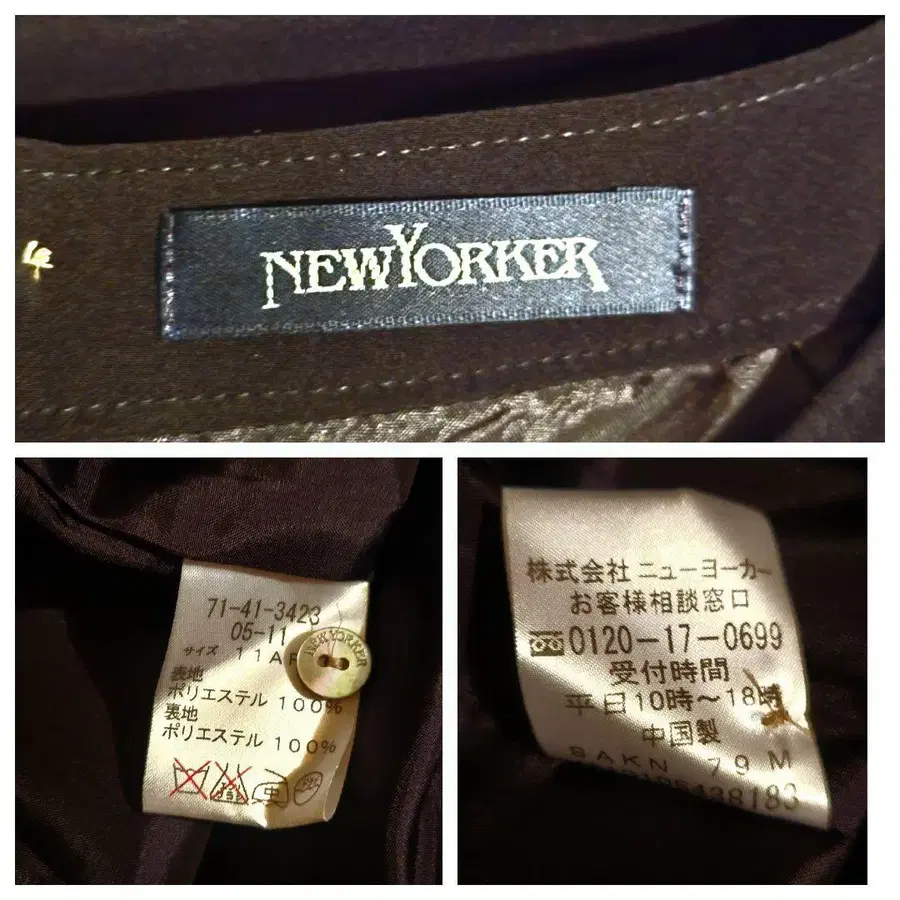 NEWYORKER
71-41-3423
05-11
サイズ 11AR
NEWYORKER
表地
ポリエステル 100%
裏地
ポリエステル 100%
中
株式会社 ニューヨーカー
お客様相談窓口
0120-17-0699
受付時間
平日10時～18時
中国製
SAKN 79M